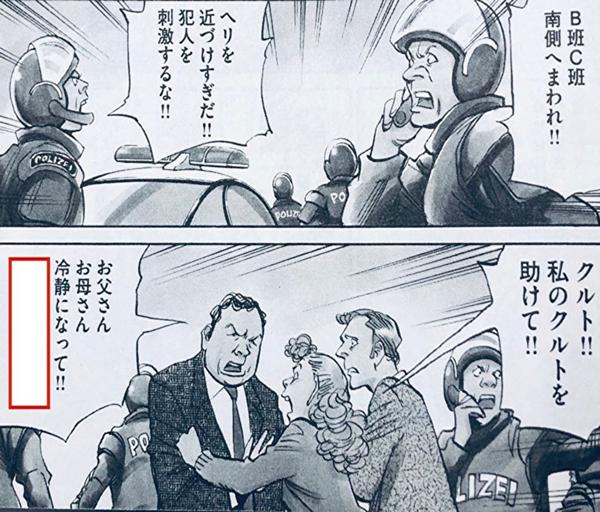 B班C班
南側へまわれ!!
ヘリを
近づけすぎだ!!
犯人を
刺激するな!!
POLIZEI
POLIZE
PO
クルト!!
私のクルトを
助けて!!
お父さん
お母さん
冷静になって!!
PO
LIZEI